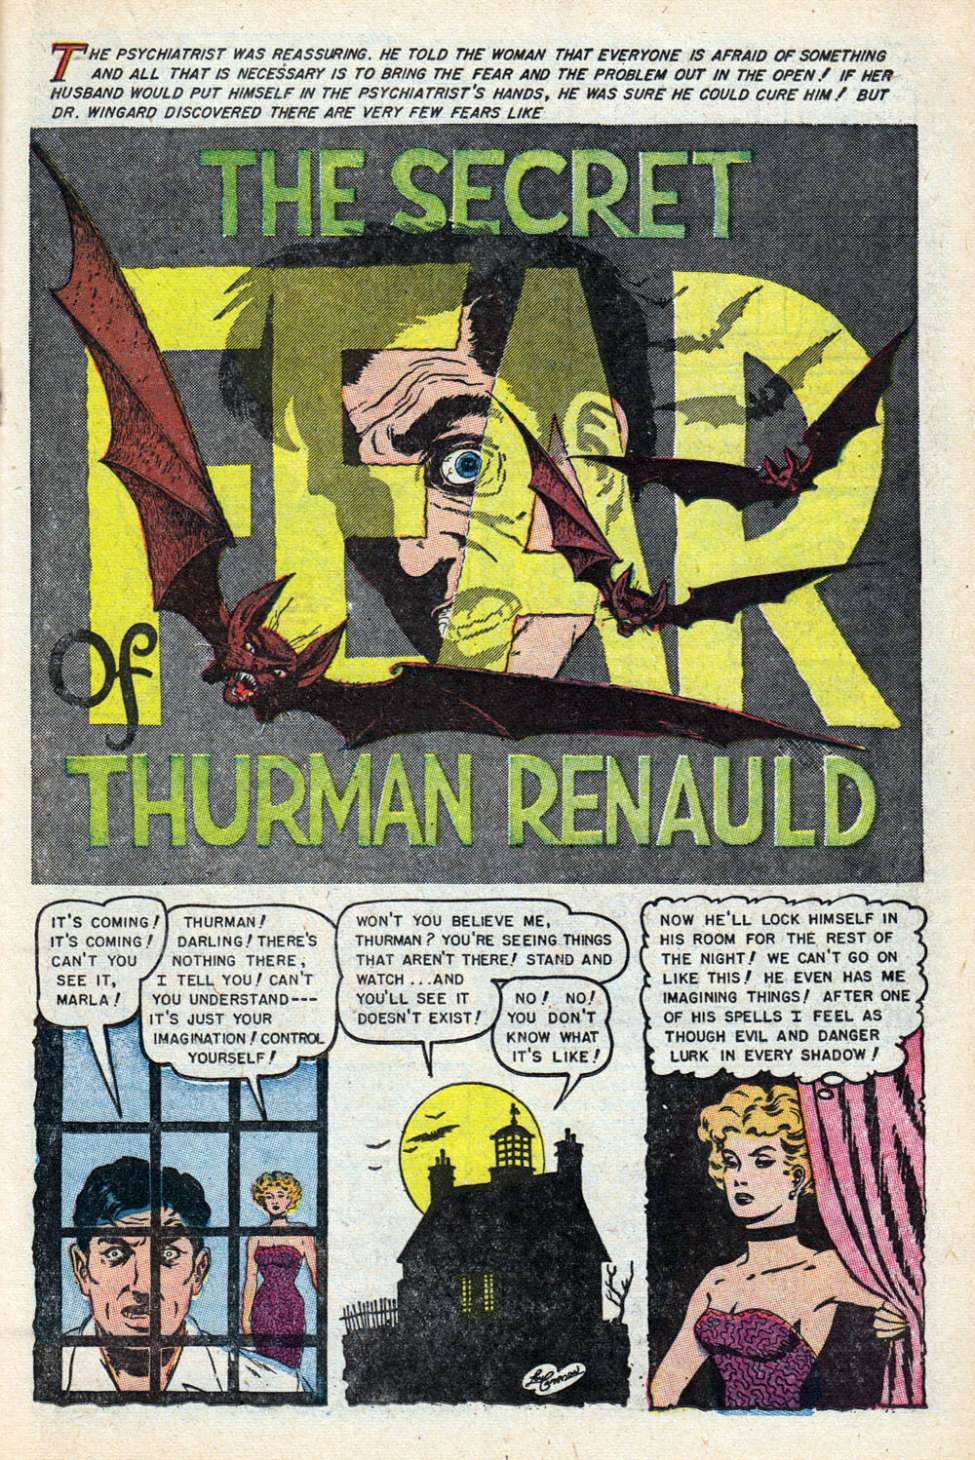 THE PSYCHIATRIST WAS REASSURING. HE TOLD THE WOMAN THAT EVERYONE IS AFRAID OF SOMETHING
AND ALL THAT IS NECESSARY IS TO BRING THE FEAR AND THE PROBLEM OUT IN THE OPEN! IF HER
HUSBAND WOULD PUT HIMSELF IN THE PSYCHIATRIST'S HANDS, HE WAS SURE HE COULD CURE HIM! BUT
DR. WINGARD DISCOVERED THERE ARE VERY FEW FEARS LIKE
THE SECRET
FEAR
of
THURMAN RENAULD
IT'S COMING!
IT'S COMING!
CAN'T YOU
SEE IT,
MARLA!
THURMAN!
DARLING! THERE'S
NOTHING THERE,
I TELL YOU! CAN'T
YOU UNDERSTAND---
IT'S JUST YOUR
IMAGINATION! CONTROL
YOURSELF!
WON'T YOU BELIEVE ME,
THURMAN? YOU'RE SEEING THINGS
THAT AREN'T THERE! STAND AND
WATCH ... AND
YOU'LL SEE IT
DOESN'T EXIST!
NO! NO!
YOU DON'T
KNOW WHAT
IT'S LIKE!
NOW HE'LL LOCK HIMSELF IN
HIS ROOM FOR THE REST OF
THE NIGHT! WE CAN'T GO ON
LIKE THIS! HE EVEN HAS ME
IMAGINING THINGS! AFTER ONE
OF HIS SPELLS I FEEL AS
THOUGH EVIL AND DANGER
LURK IN EVERY SHADOW!